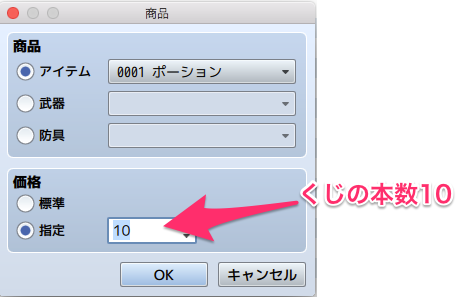 商品
商品
アイテム
0001 ポーション
武器
防具
価格
標準
指定
10
くじの本数10
OK
キャンセル